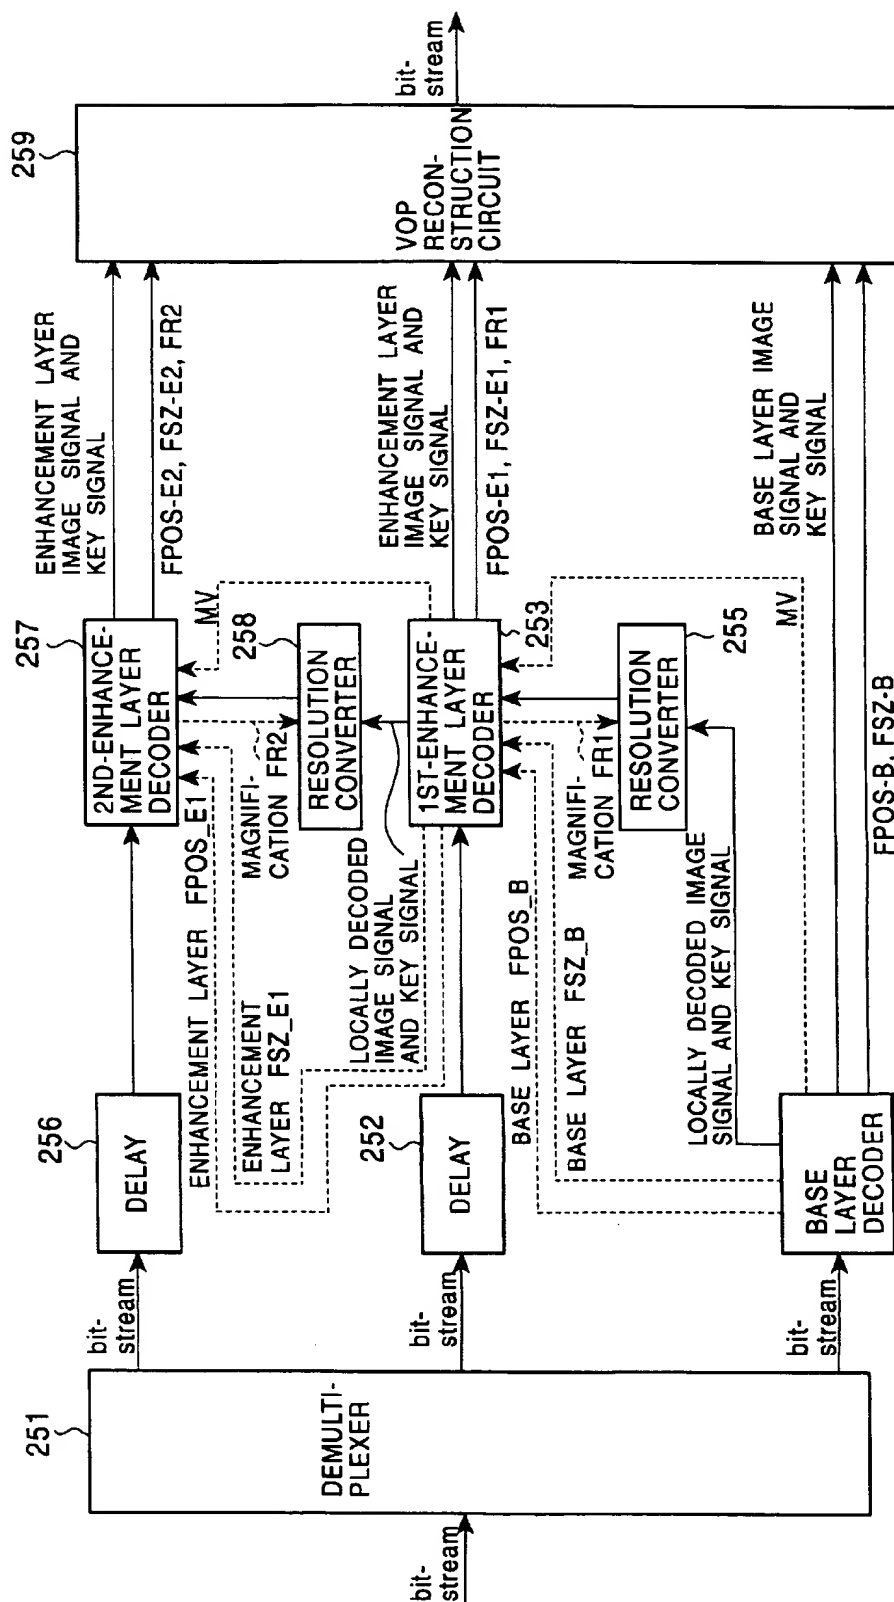 bit-
stream
251
DEMULTI-
PLEXER
bit-
stream
bit-
stream
bit-
stream
256
DELAY
252
DELAY
BASE
LAYER
DECODER
ENHANCEMENT LAYER FPOS_E1
ENHANCEMENT
LAYER FSZ_E1
LOCALLY DECODED
IMAGE SIGNAL
AND KEY SIGNAL
BASE LAYER FPOS_B
BASE LAYER FSZ_B
LOCALLY DECODED IMAGE
SIGNAL AND KEY SIGNAL
257
2ND-ENHANCE-
MENT LAYER
DECODER
MAGNIFI-
CATION FR2
MV
258
RESOLUTION
CONVERTER
253
1ST-ENHANCE-
MENT LAYER
DECODER
MAGNIFI-
CATION FR1
255
RESOLUTION
CONVERTER
MV
ENHANCEMENT LAYER
IMAGE SIGNAL AND
KEY SIGNAL
FPOS-E2, FSZ-E2, FR2
ENHANCEMENT LAYER
IMAGE SIGNAL AND
KEY SIGNAL
FPOS-E1, FSZ-E1, FR1
BASE LAYER IMAGE
SIGNAL AND
KEY SIGNAL
FPOS-B, FSZ-B
259
VOP
RECON-
STRUCTION
CIRCUIT
bit-
stream